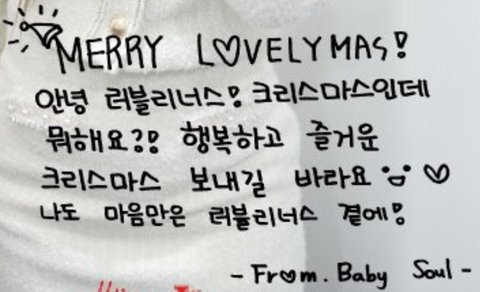 MERRY L♡VELYMAS!
안녕 러블리너스! 크리스마스인데
뭐해요?! 행복하고 즐거운
크리스마스 보내길 바라요 ♡
나도 마음만은 러블리너스 곁에!
- Fr♡m. Baby Soul -